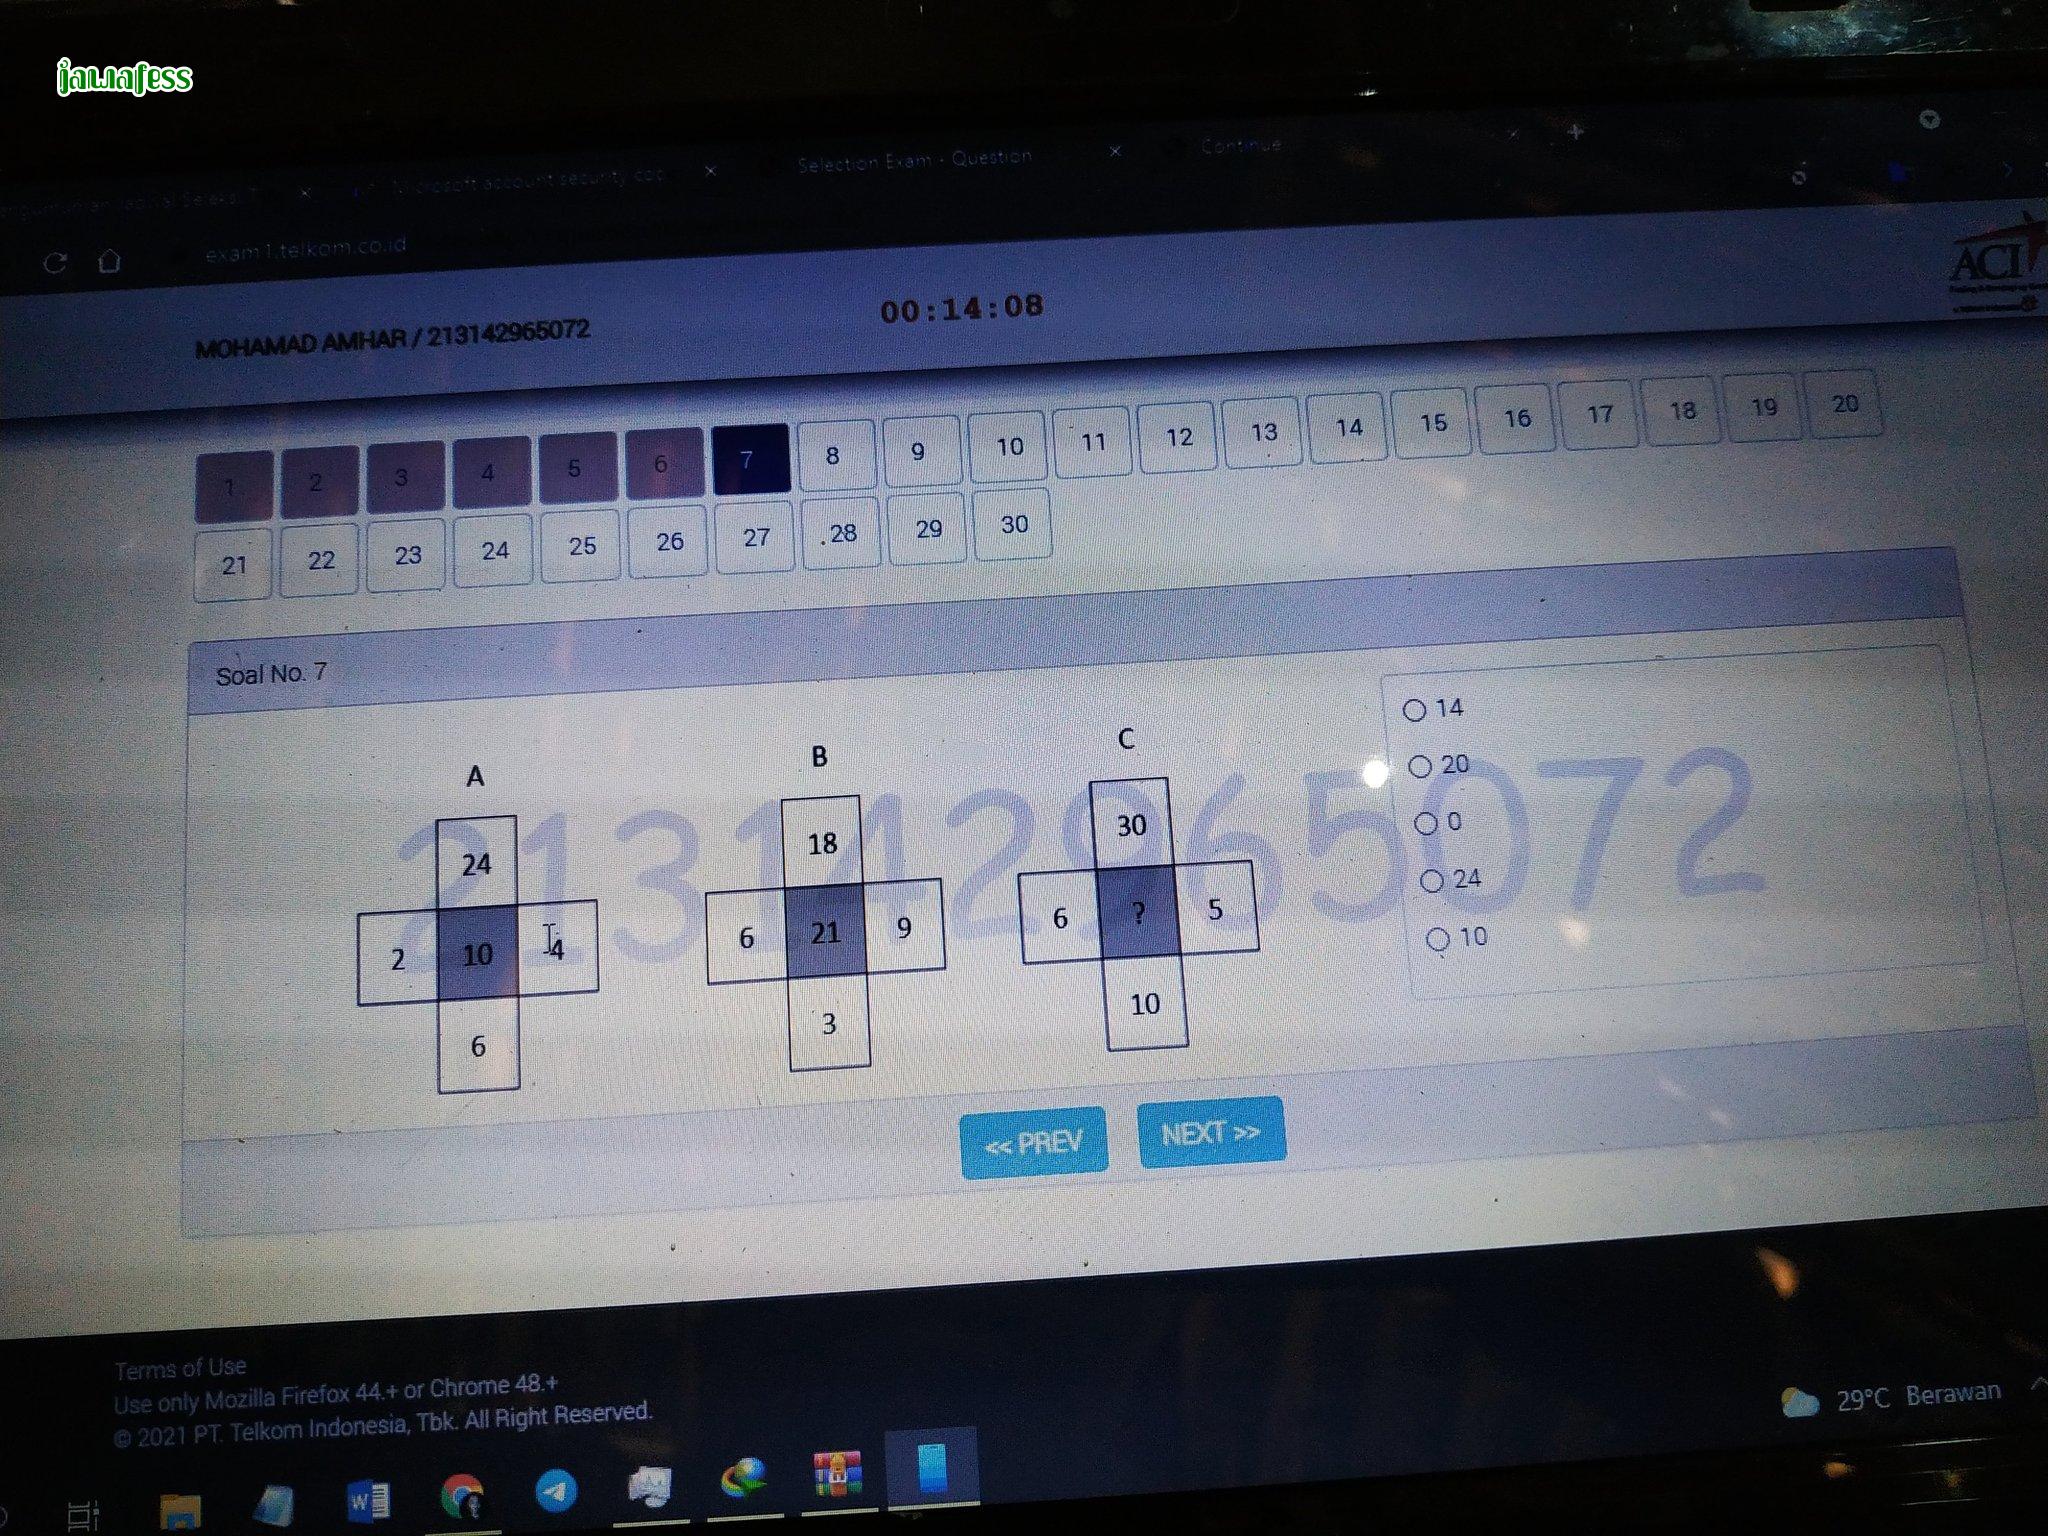 jawafess
Microsoft account security
Selection Exam - Question
Continue
exam1.telkom.co.id
MOHAMAD AMHAR / 213142965072
00:14:08
ACI
1 2 3 4 5 6 7 8 9 10 11 12 13 14 15 16 17 18 19 20
21 22 23 24 25 26 27 28 29 30
Soal No. 7
213142965072
A B C
24 18 30
2 10 4 6 21 9 6 ? 5
6 3 10
14
20
0
24
10
<< PREV NEXT >>
Terms of Use
Use only Mozilla Firefox 44.+ or Chrome 48.+
© 2021 PT. Telkom Indonesia, Tbk. All Right Reserved.
29°C Berawan